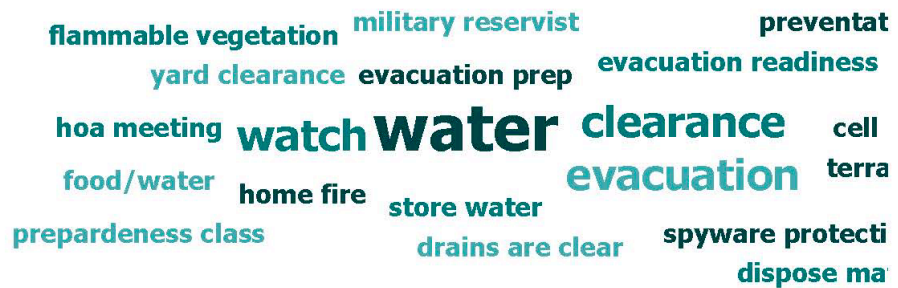 military reservist preventat
flammable vegetation
evacuation readiness
yard clearance evacuation prep
clearance
hoa meeting watch water cell
evacuation terra
food/water
home fire
store water
prepardeness class spyware protecti
drains are clear
dispose ma